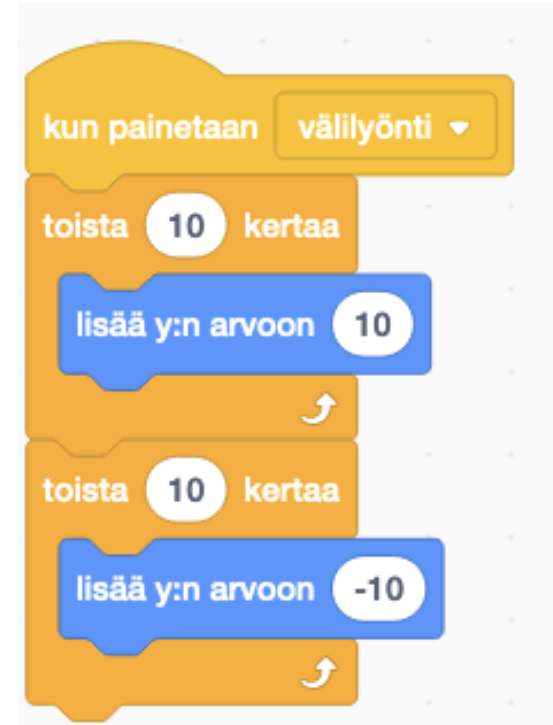 kun painetaan välilyönti
toista 10 kertaa
lisää y:n arvoon 10
toista 10 kertaa
lisää y:n arvoon -10